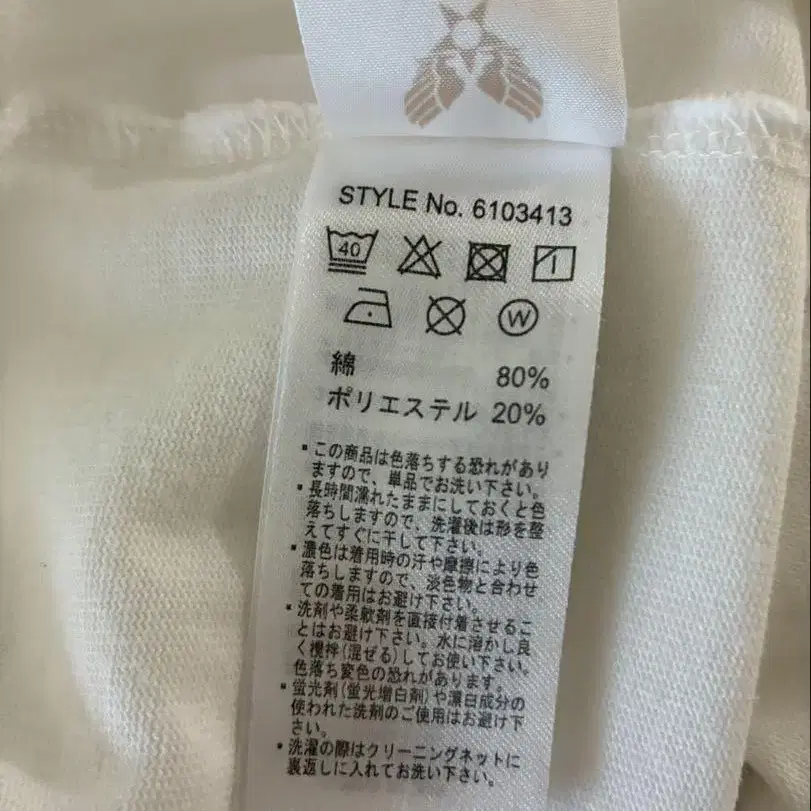 STYLE No. 6103413
40
W
綿 80%
ポリエステル 20%
・この商品は色落ちする恐れがあり
ますので、単品でお洗い下さい。
・長時間濡れたままにしておくと色
落ちしますので、洗濯後は形を整
えてすぐに干して下さい。
・濃色は着用時の汗や摩擦により色
落ちしますので、淡色物と合わせ
ての着用はお避け下さい。
・洗剤や柔軟剤を直接付着させるこ
とはお避け下さい。水に溶かし良
く攪拌(混ぜる)してお使い下さい。
色落ち変色の恐れがあります。
・蛍光剤(蛍光増白剤)や漂白成分の
使われた洗剤のご使用はお避け下
さい。
・洗濯の際はクリーニングネットに
裏返しに入れてお洗い下さい。